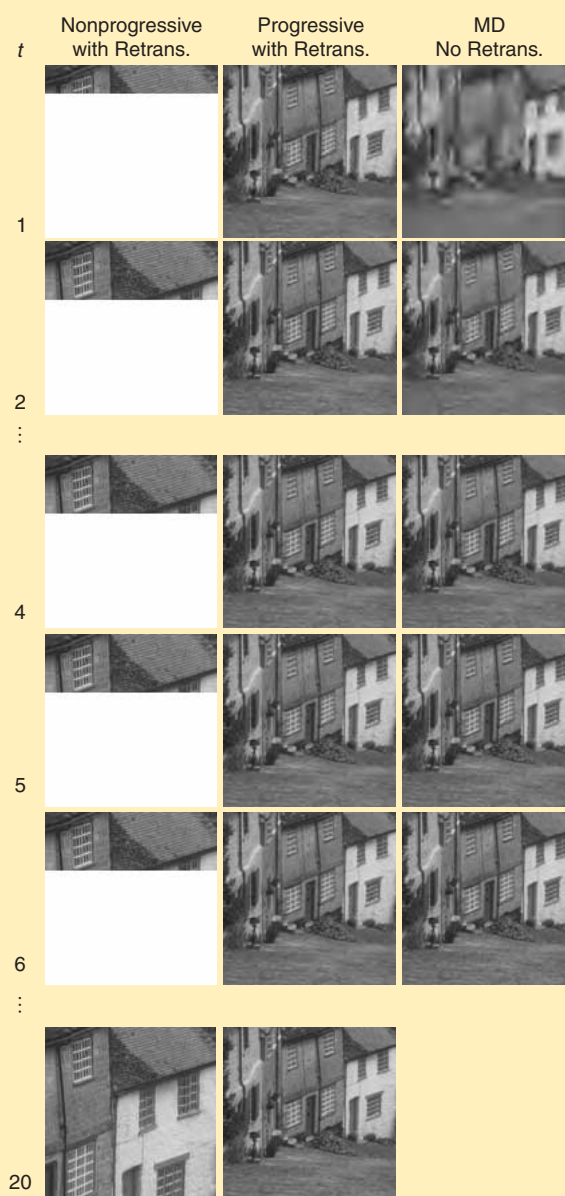 Nonprogressive
with Retrans.
Progressive
with Retrans.
MD
No Retrans.
t
1
2
⋮
4
5
6
⋮
20